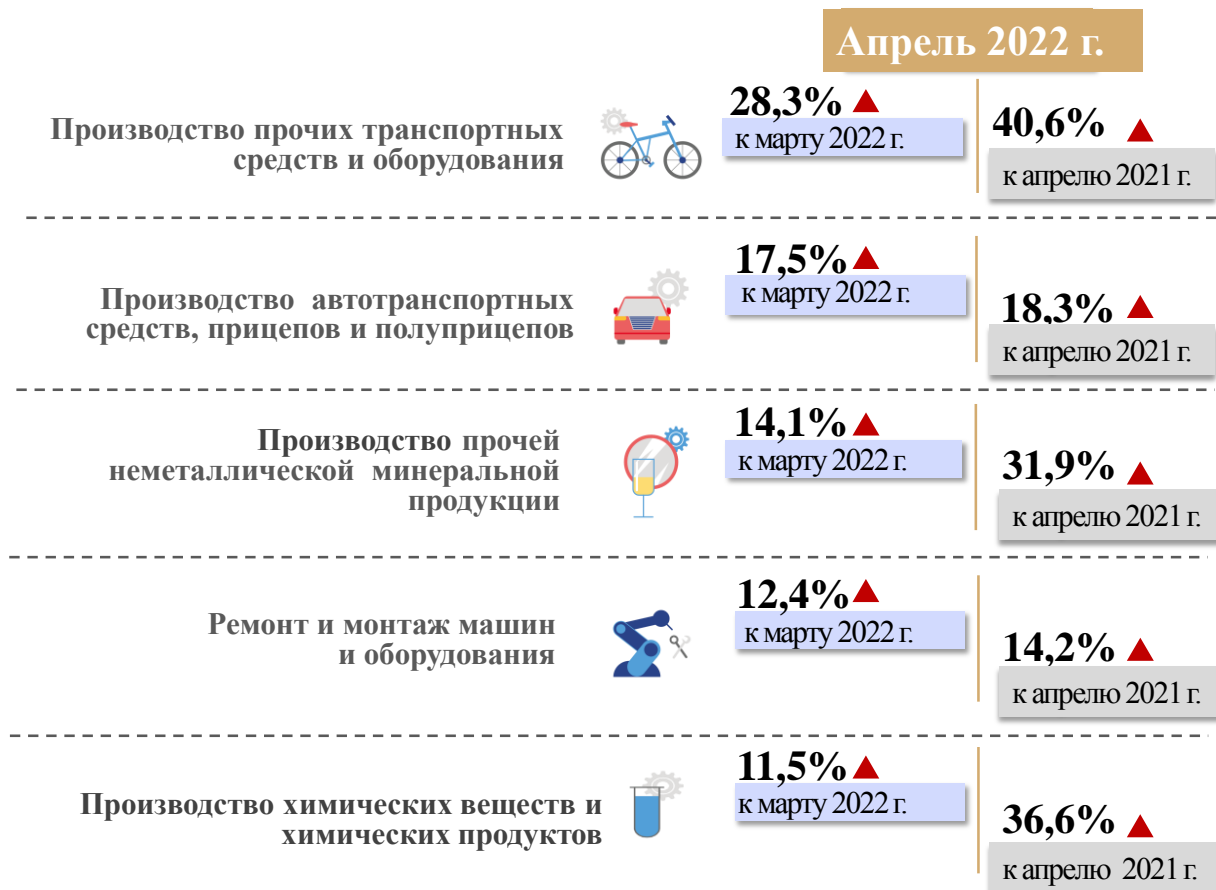 Апрель 2022 г.
Производство прочих транспортных
средств и оборудования
28,3%
к марту 2022 г.
40,6%
к апрелю 2021 г.
Производство автотранспортных
средств, прицепов и полуприцепов
17,5%
к марту 2022 г.
18,3%
к апрелю 2021 г.
Производство прочей
неметаллической минеральной
продукции
14,1%
к марту 2022 г.
31,9%
к апрелю 2021 г.
Ремонт и монтаж машин
и оборудования
12,4%
к марту 2022 г.
14,2%
к апрелю 2021 г.
Производство химических веществ и
химических продуктов
11,5%
к марту 2022 г.
36,6%
к апрелю 2021 г.